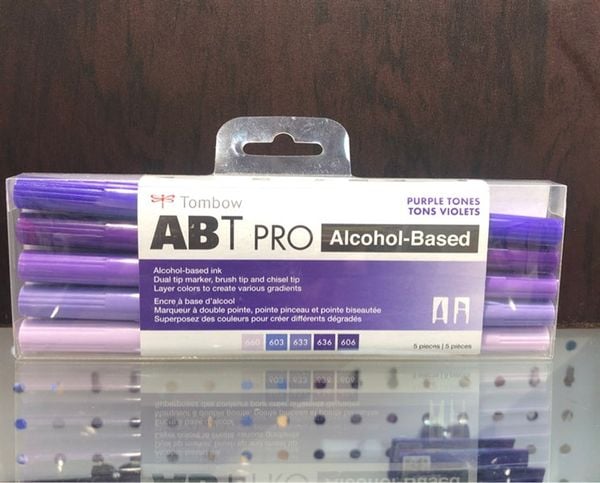 Tombow
PURPLE TONES
TONS VIOLETS
ABT PRO Alcohol-Based
Alcohol-based ink
Dual tip marker, brush tip and chisel tip
Layer colors to create various gradients
Encre à base d'alcool
Marqueur à double pointe, pointe pinceau et pointe biseautée
Superposez des couleurs pour créer différents dégradés
660 603 633 636 606
5 pieces | 5 pièces